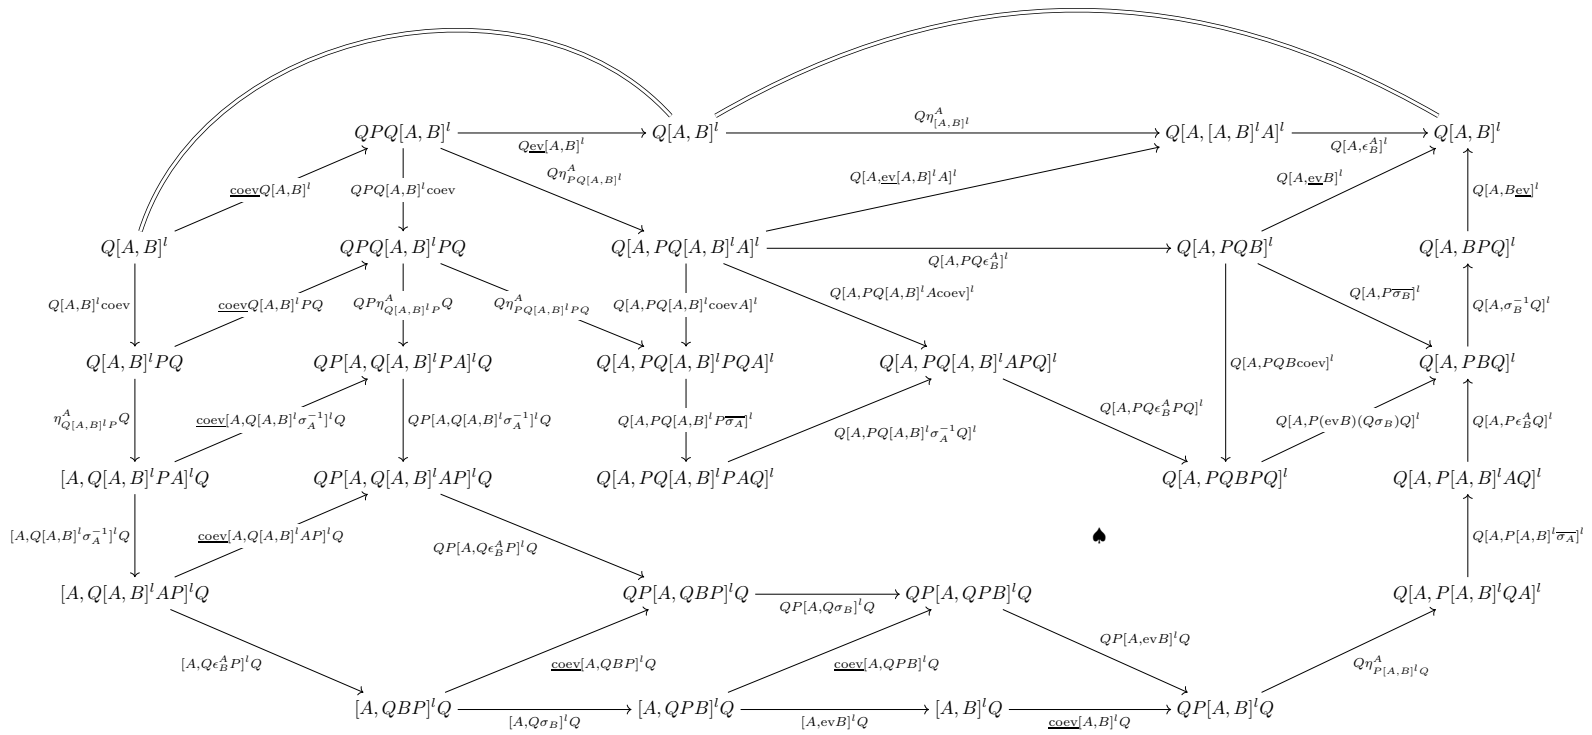 QPQ[A, B]^l Q[A, B]^l Q[A, [A, B]^l A]^l Q[A, B]^l
Qη^A_{[A,B]^l}
Q\underline{ev}[A, B]^l Q[A, ϵ^A_B]^l
\underline{coev}Q[A, B]^l QPQ[A, B]^l coev Qη^A_{PQ[A,B]^l} Q[A, \underline{ev}[A, B]^l A]^l Q[A, \underline{ev}B]^l Q[A, B\underline{ev}]^l
Q[A, B]^l QPQ[A, B]^l PQ Q[A, PQ[A, B]^l A]^l Q[A, PQB]^l Q[A, BPQ]^l
Q[A, PQϵ^A_B]^l
Q[A, B]^l coev \underline{coev}Q[A, B]^l PQ QPη^A_{Q[A,B]^l P}Q Qη^A_{PQ[A,B]^l PQ} Q[A, PQ[A, B]^l coevA]^l Q[A, PQ[A, B]^l Acoev]^l Q[A, P\overline{σ_B}]^l Q[A, σ_B^{-1}Q]^l
Q[A, B]^l PQ QP[A, Q[A, B]^l PA]^l Q Q[A, PQ[A, B]^l PQA]^l Q[A, PQ[A, B]^l APQ]^l Q[A, PBQ]^l
Q[A, PQBcoev]^l
η^A_{Q[A,B]^l P}Q \underline{coev}[A, Q[A, B]^l σ_A^{-1}]^l Q QP[A, Q[A, B]^l σ_A^{-1}]^l Q Q[A, PQ[A, B]^l P\overline{σ_A}]^l Q[A, PQ[A, B]^l σ_A^{-1}Q]^l Q[A, PQϵ^A_B PQ]^l Q[A, P(evB)(Qσ_B)Q]^l Q[A, Pϵ^A_B Q]^l
[A, Q[A, B]^l PA]^l Q QP[A, Q[A, B]^l AP]^l Q Q[A, PQ[A, B]^l PAQ]^l Q[A, PQBPQ]^l Q[A, P[A, B]^l AQ]^l
[A, Q[A, B]^l σ_A^{-1}]^l Q \underline{coev}[A, Q[A, B]^l AP]^l Q QP[A, Qϵ^A_B P]^l Q ♠ Q[A, P[A, B]^l \overline{σ_A}]^l
[A, Q[A, B]^l AP]^l Q QP[A, QBP]^l Q QP[A, QPB]^l Q Q[A, P[A, B]^l QA]^l
QP[A, Qσ_B]^l Q
[A, Qϵ^A_B P]^l Q \underline{coev}[A, QBP]^l Q \underline{coev}[A, QPB]^l Q QP[A, evB]^l Q Qη^A_{P[A,B]^l Q}
[A, QBP]^l Q [A, QPB]^l Q [A, B]^l Q QP[A, B]^l Q
[A, Qσ_B]^l Q [A, evB]^l Q \underline{coev}[A, B]^l Q